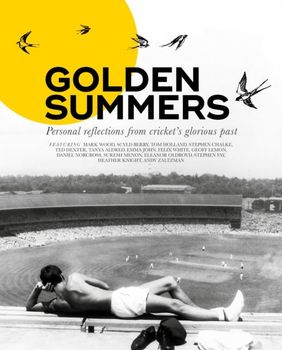 GOLDEN
SUMMERS
Personal reflections from cricket's glorious past
FEATURING MARK WOOD, SCYLD BERRY, TOM HOLLAND, STEPHEN CHALKE,
TED DEXTER, TANYA ALDRED, EMMA JOHN, FELIX WHITE, GEOFF LEMON,
DANIEL NORCROSS, SURESH MENON, ELEANOR OLDROYD, STEPHEN FAY,
HEATHER KNIGHT, ANDY ZALTZMAN